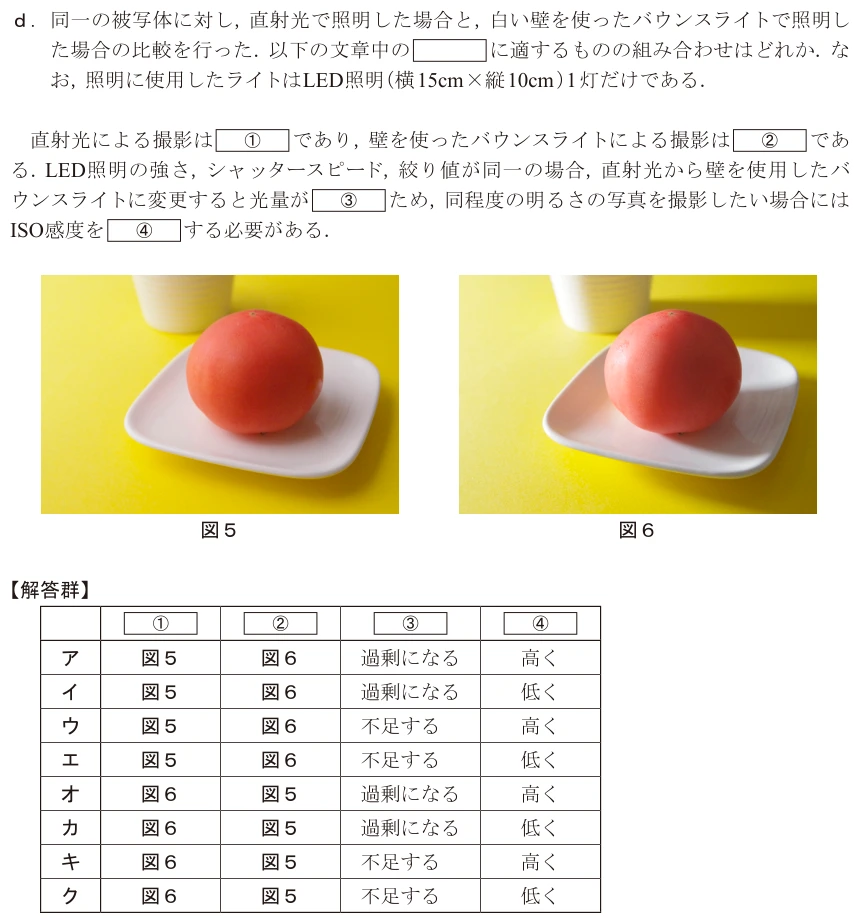 d．同一の被写体に対し，直射光で照明した場合と，白い壁を使ったバウンスライトで照明し
た場合の比較を行った．以下の文章中の　　　に適するものの組み合わせはどれか．な
お，照明に使用したライトはLED照明（横15cm×縦10cm）1灯だけである．
直射光による撮影は ① であり，壁を使ったバウンスライトによる撮影は ② であ
る．LED照明の強さ，シャッタースピード，絞り値が同一の場合，直射光から壁を使用したバ
ウンスライトに変更すると光量が ③ ため，同程度の明るさの写真を撮影したい場合には
ISO感度を ④ する必要がある．
図5 図6
【解答群】
① ② ③ ④
ア 図5 図6 過剰になる 高く
イ 図5 図6 過剰になる 低く
ウ 図5 図6 不足する 高く
エ 図5 図6 不足する 低く
オ 図6 図5 過剰になる 高く
カ 図6 図5 過剰になる 低く
キ 図6 図5 不足する 高く
ク 図6 図5 不足する 低く